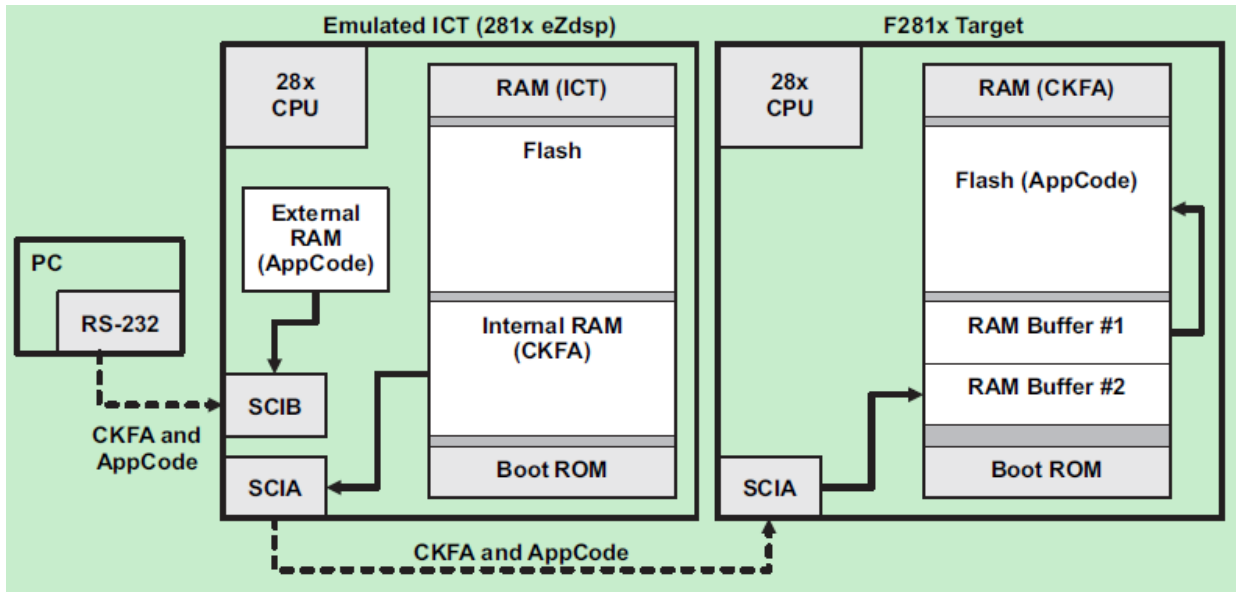 Emulated ICT (281x eZdsp)
28x
CPU
RAM (ICT)
Flash
External
RAM
(AppCode)
PC
RS-232
Internal RAM
(CKFA)
SCIB
CKFA and
AppCode
SCIA
Boot ROM
CKFA and AppCode
F281x Target
28x
CPU
RAM (CKFA)
Flash (AppCode)
RAM Buffer #1
RAM Buffer #2
SCIA
Boot ROM